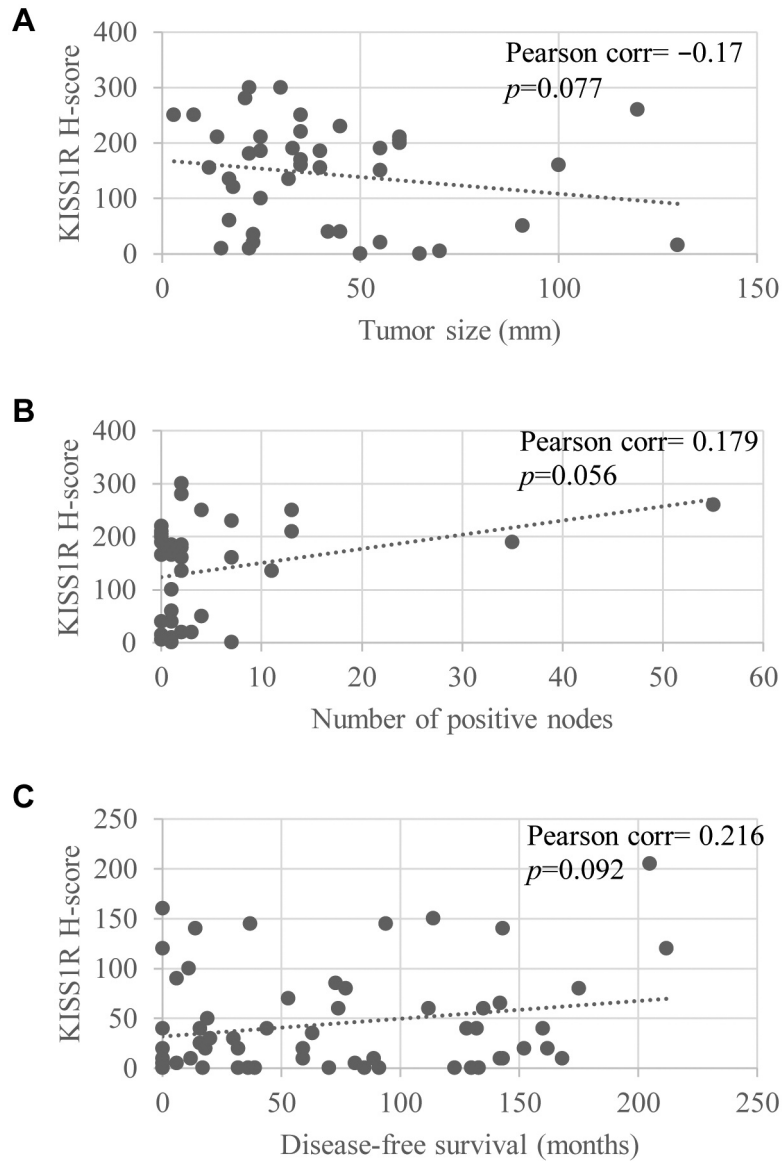 A
Pearson corr= −0.17
p=0.077
KISS1R H-score
400
300
200
100
0
0 50 100 150
Tumor size (mm)
B
Pearson corr= 0.179
p=0.056
KISS1R H-score
400
300
200
100
0
0 10 20 30 40 50 60
Number of positive nodes
C
Pearson corr= 0.216
p=0.092
KISS1R H-score
250
200
150
100
50
0
0 50 100 150 200 250
Disease-free survival (months)